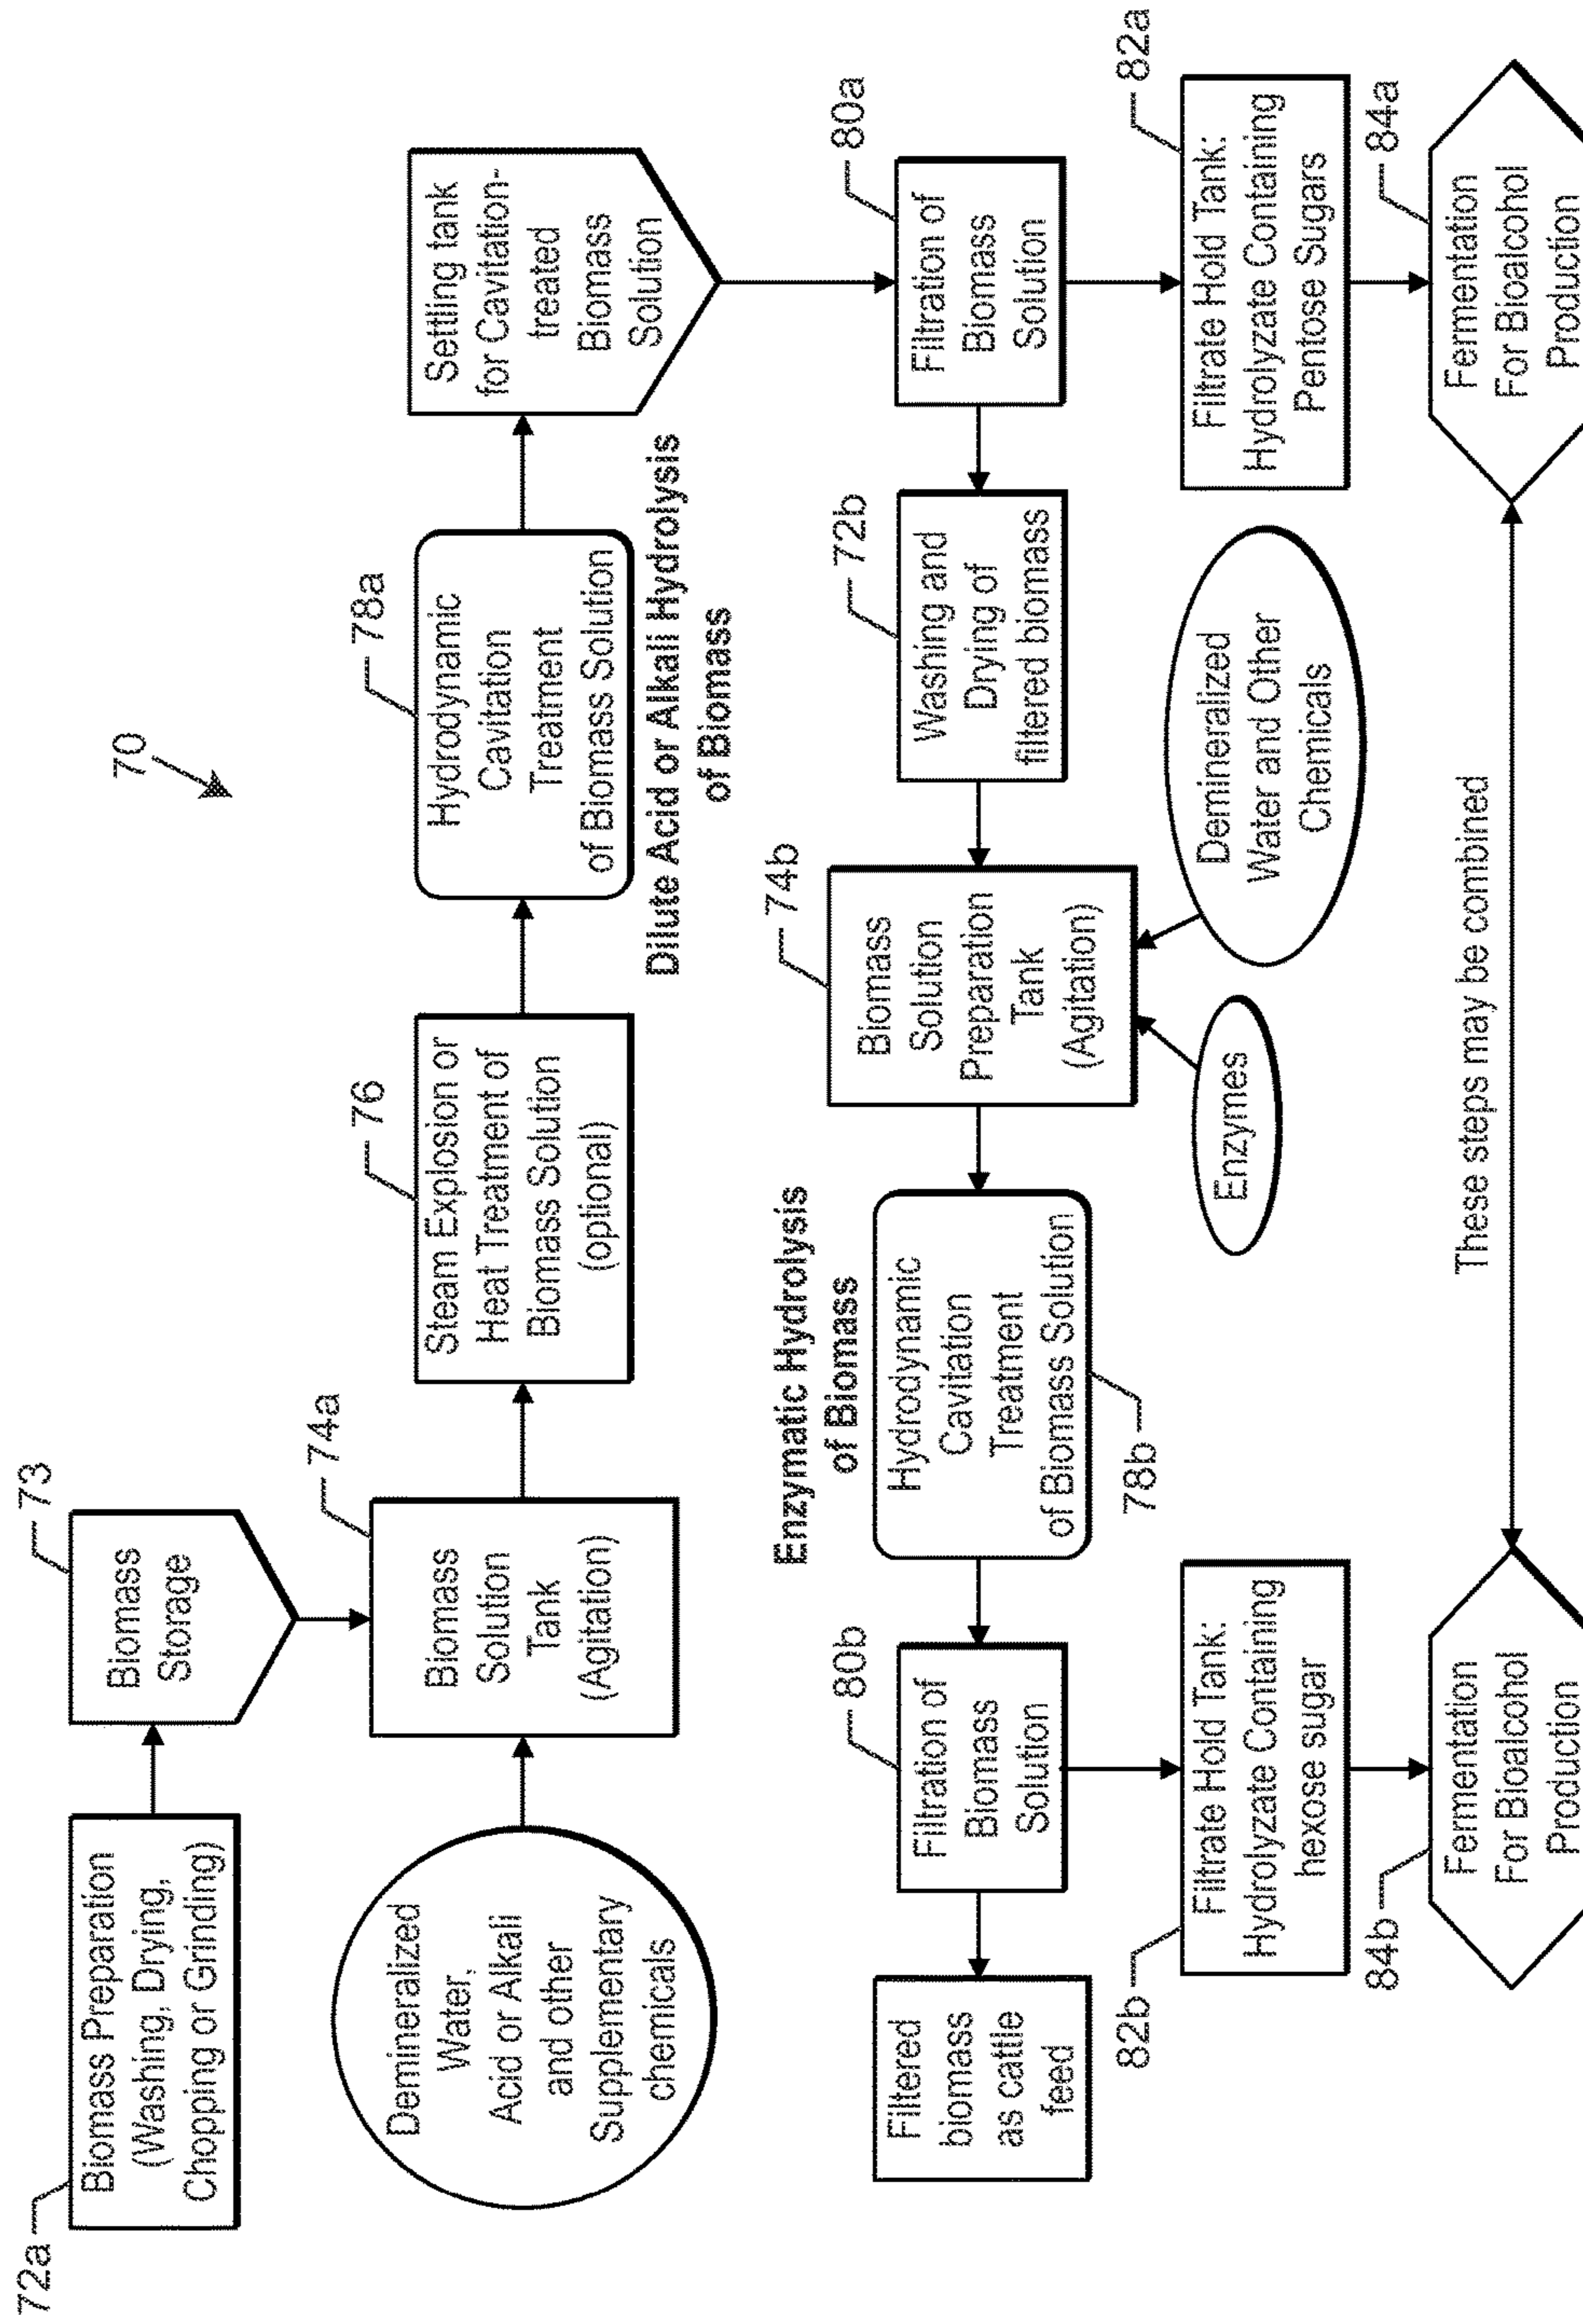 70
72a
Biomass Preparation
(Washing, Drying,
Chopping or Grinding)
73
Biomass
Storage
Demineralized
Water,
Acid or Alkali
and other
Supplementary
chemicals
74a
Biomass
Solution
Tank
(Agitation)
76
Steam Explosion or
Heat Treatment of
Biomass Solution
(optional)
78a
Hydrodynamic
Cavitation
Treatment
of Biomass Solution
Dilute Acid or Alkali Hydrolysis
of Biomass
Settling tank
for Cavitation-
treated
Biomass
Solution
80a
Filtration of
Biomass
Solution
72b
Washing and
Drying of
filtered biomass
74b
Biomass
Solution
Preparation
Tank
(Agitation)
Demineralized
Water and Other
Chemicals
Enzymes
Enzymatic Hydrolysis
of Biomass
Hydrodynamic
Cavitation
Treatment
of Biomass Solution
78b
80b
Filtration of
Biomass
Solution
Filtered
biomass
as cattle
feed
82b
Filtrate Hold Tank:
Hydrolyzate Containing
hexose sugar
82a
Filtrate Hold Tank:
Hydrolyzate Containing
Pentose Sugars
84b
Fermentation
For Bioalcohol
Production
These steps may be combined
84a
Fermentation
For Bioalcohol
Production